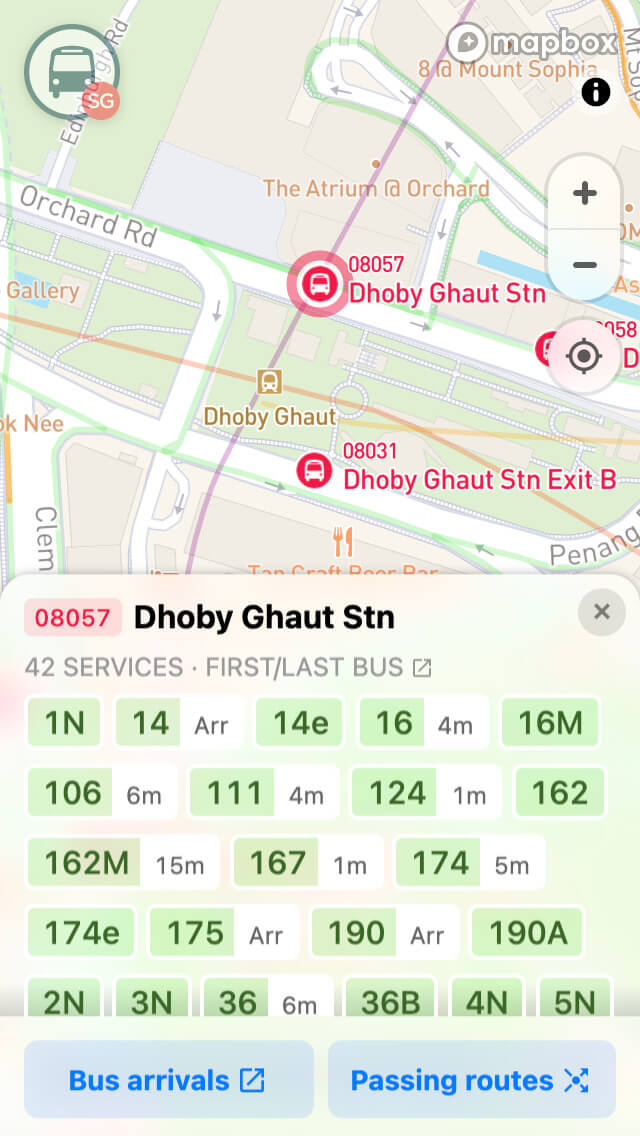 Edinburgh Rd
mapbox
Mt Sop
SG
8 @ Mount Sophia
The Atrium @ Orchard
Orchard Rd
08057
Dhoby Ghaut Stn
Gallery
As
058
D
Dhoby Ghaut
ok Nee
08031
Dhoby Ghaut Stn Exit B
Clem
Penang
Tan Craft Beer Bar
08057 Dhoby Ghaut Stn
42 SERVICES · FIRST/LAST BUS
1N 14 Arr 14e 16 4m 16M
106 6m 111 4m 124 1m 162
162M 15m 167 1m 174 5m
174e 175 Arr 190 Arr 190A
2N 3N 36 6m 36B 4N 5N
Bus arrivals Passing routes